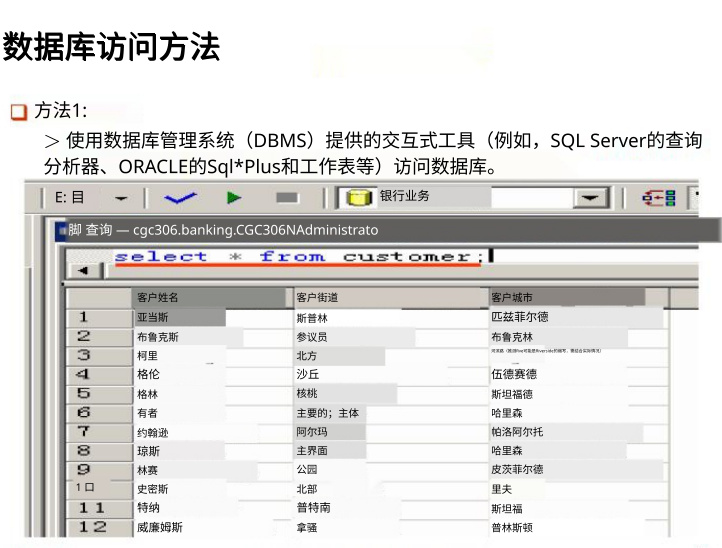 数据库访问方法
方法1:
＞ 使用数据库管理系统（DBMS）提供的交互式工具（例如，SQL Server的查询
分析器、ORACLE的Sql*Plus和工作表等）访问数据库。
E: 目 银行业务
脚 查询 — cgc306.banking.CGC306NAdministrato
select * from customer;
客户姓名 客户街道 客户城市
1 亚当斯 斯普林 匹兹菲尔德
2 布鲁克斯 参议员 布鲁克林
3 柯里 北方
4 格伦 沙丘 伍德赛德
5 格林 核桃 斯坦福德
6 有者 主要的；主体 哈里森
7 约翰逊 阿尔玛 帕洛阿尔托
8 琼斯 主界面 哈里森
9 林赛 公园 皮茨菲尔德
1 口 史密斯 北部 里夫
11 特纳 普特南 斯坦福
12 威廉姆斯 拿骚 普林斯顿